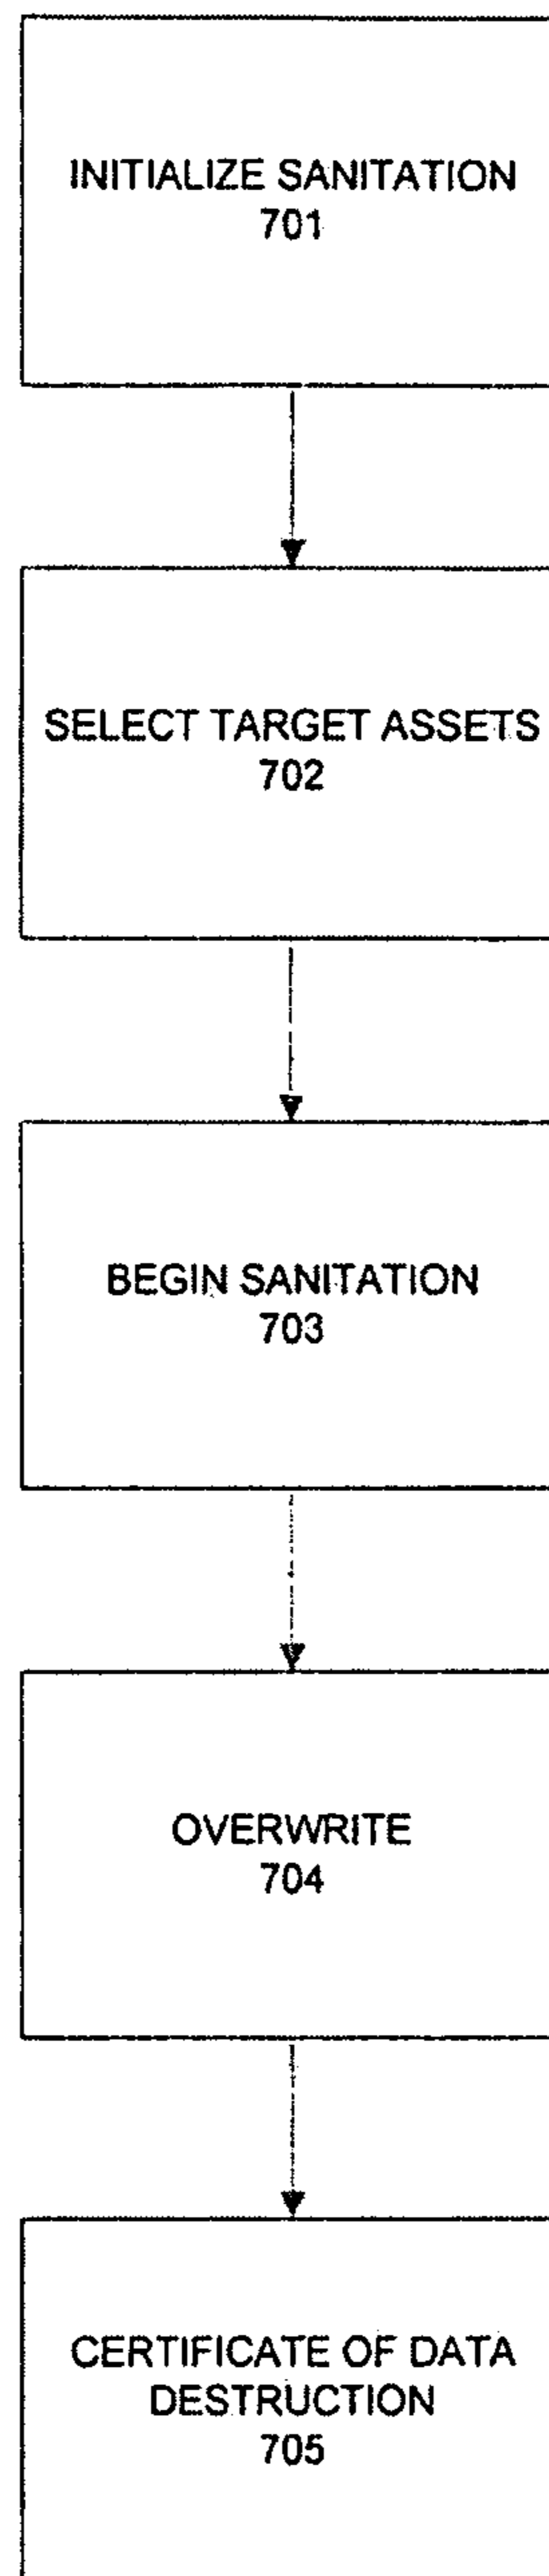 INITIALIZE SANITATION
701
SELECT TARGET ASSETS
702
BEGIN SANITATION
703
OVERWRITE
704
CERTIFICATE OF DATA
DESTRUCTION
705